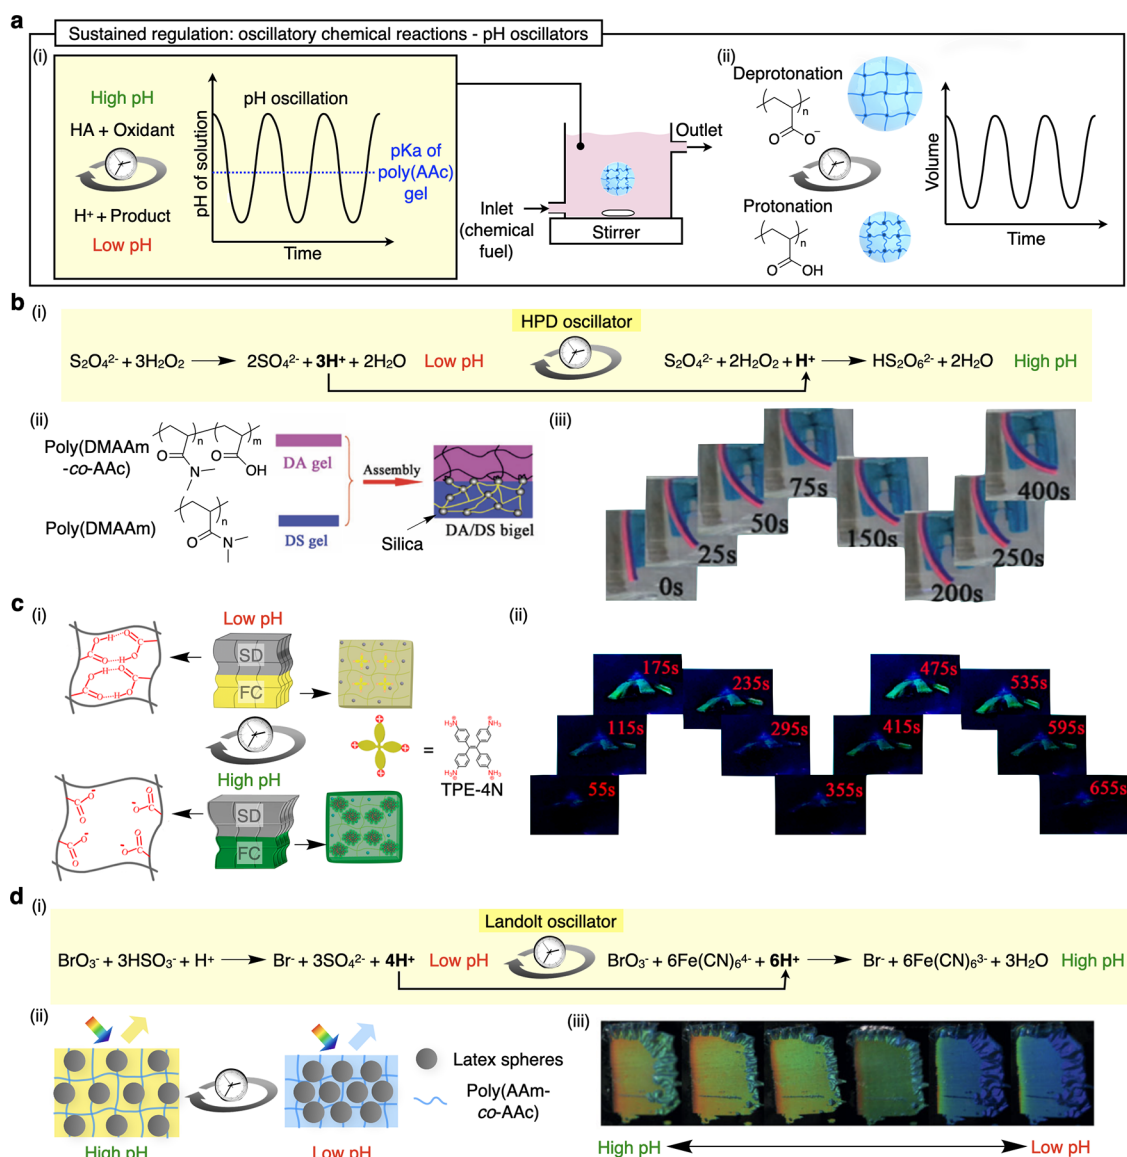 a
Sustained regulation: oscillatory chemical reactions - pH oscillators
(i)
High pH
HA + Oxidant
H⁺ + Product
Low pH
pH oscillation
pH of solution
Time
pKa of
poly(AAc)
gel
Inlet
(chemical
fuel)
Outlet
Stirrer
(ii)
Deprotonation
n
O
O⁻
Protonation
n
O
OH
Volume
Time
b
(i)
HPD oscillator
S₂O₄²⁻ + 3H₂O₂ → 2SO₄²⁻ + 3H⁺ + 2H₂O Low pH
S₂O₄²⁻ + 2H₂O₂ + H⁺ → HS₂O₆²⁻ + 2H₂O High pH
(ii)
Poly(DMAAm
-co-AAc)
n
m
O
N
O
OH
Poly(DMAAm)
n
O
N
DA gel
DS gel
Assembly
Silica
DA/DS bigel
(iii)
0s
25s
50s
75s
150s
200s
250s
400s
c
(i)
Low pH
SD
FC
High pH
SD
FC
=
NH₃
NH₃
NH₃
NH₃
TPE-4N
(ii)
55s
115s
175s
235s
295s
355s
415s
475s
535s
595s
655s
d
(i)
Landolt oscillator
BrO₃⁻ + 3HSO₃⁻ + H⁺ → Br⁻ + 3SO₄²⁻ + 4H⁺ Low pH
BrO₃⁻ + 6Fe(CN)₆⁴⁻ + 6H⁺ → Br⁻ + 6Fe(CN)₆³⁻ + 3H₂O High pH
(ii)
High pH
Low pH
Latex spheres
Poly(AAm-
co-AAc)
(iii)
High pH
Low pH